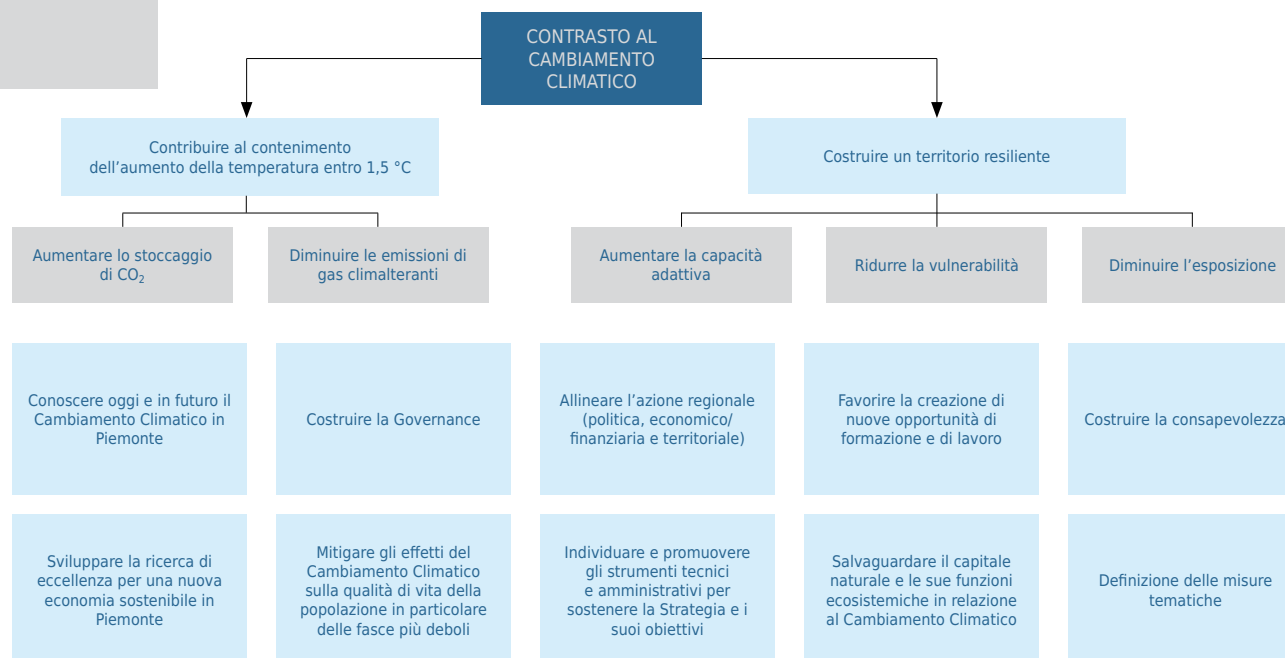 CONTRASTO AL
CAMBIAMENTO
CLIMATICO
Contribuire al contenimento
dell’aumento della temperatura entro 1,5 °C
Costruire un territorio resiliente
Aumentare lo stoccaggio
di CO₂
Diminuire le emissioni di
gas climalteranti
Aumentare la capacità
adattiva
Ridurre la vulnerabilità
Diminuire l’esposizione
Conoscere oggi e in futuro il
Cambiamento Climatico in
Piemonte
Costruire la Governance
Allineare l’azione regionale
(politica, economico/
finanziaria e territoriale)
Favorire la creazione di
nuove opportunità di
formazione e di lavoro
Costruire la consapevolezza
Sviluppare la ricerca di
eccellenza per una nuova
economia sostenibile in
Piemonte
Mitigare gli effetti del
Cambiamento Climatico
sulla qualità di vita della
popolazione in particolare
delle fasce più deboli
Individuare e promuovere
gli strumenti tecnici
e amministrativi per
sostenere la Strategia e i
suoi obiettivi
Salvaguardare il capitale
naturale e le sue funzioni
ecosistemiche in relazione
al Cambiamento Climatico
Definizione delle misure
tematiche